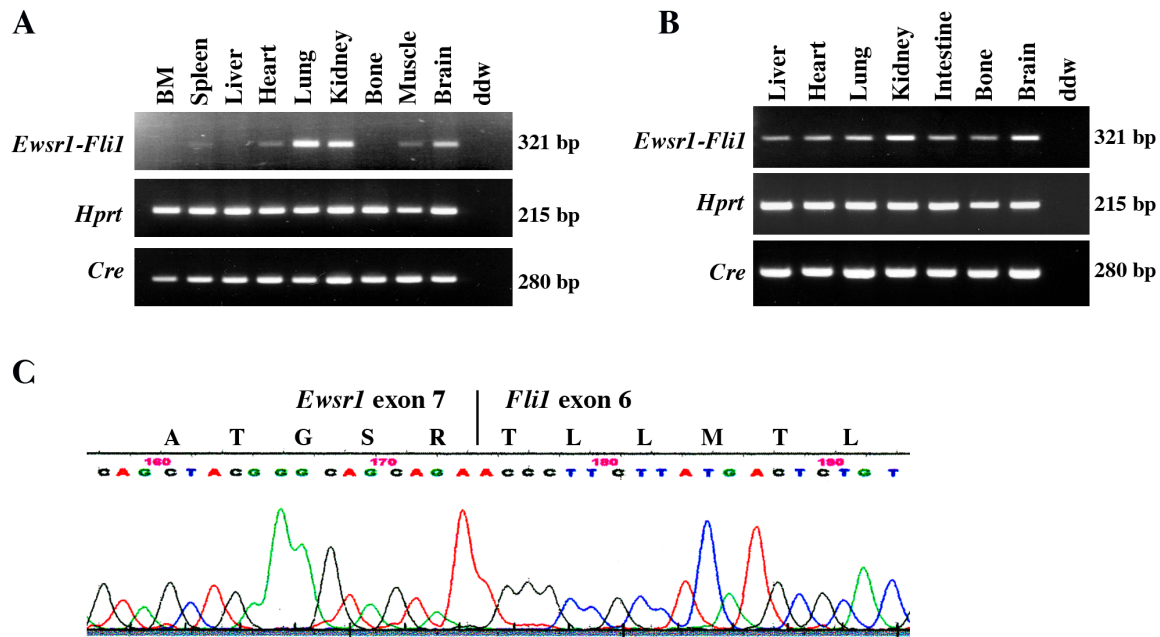 A
BM Spleen Liver Heart Lung Kidney Bone Muscle Brain ddw
Ewsr1-Fli1 321 bp
Hprt 215 bp
Cre 280 bp
B
Liver Heart Lung Kidney Intestine Bone Brain ddw
Ewsr1-Fli1 321 bp
Hprt 215 bp
Cre 280 bp
C
Ewsr1 exon 7 Fli1 exon 6
A T G S R T L L M T L
160 170 180 190
C A G C T A C G G G C A G C A G A A C C C T T C T T A T G A C T C T G T